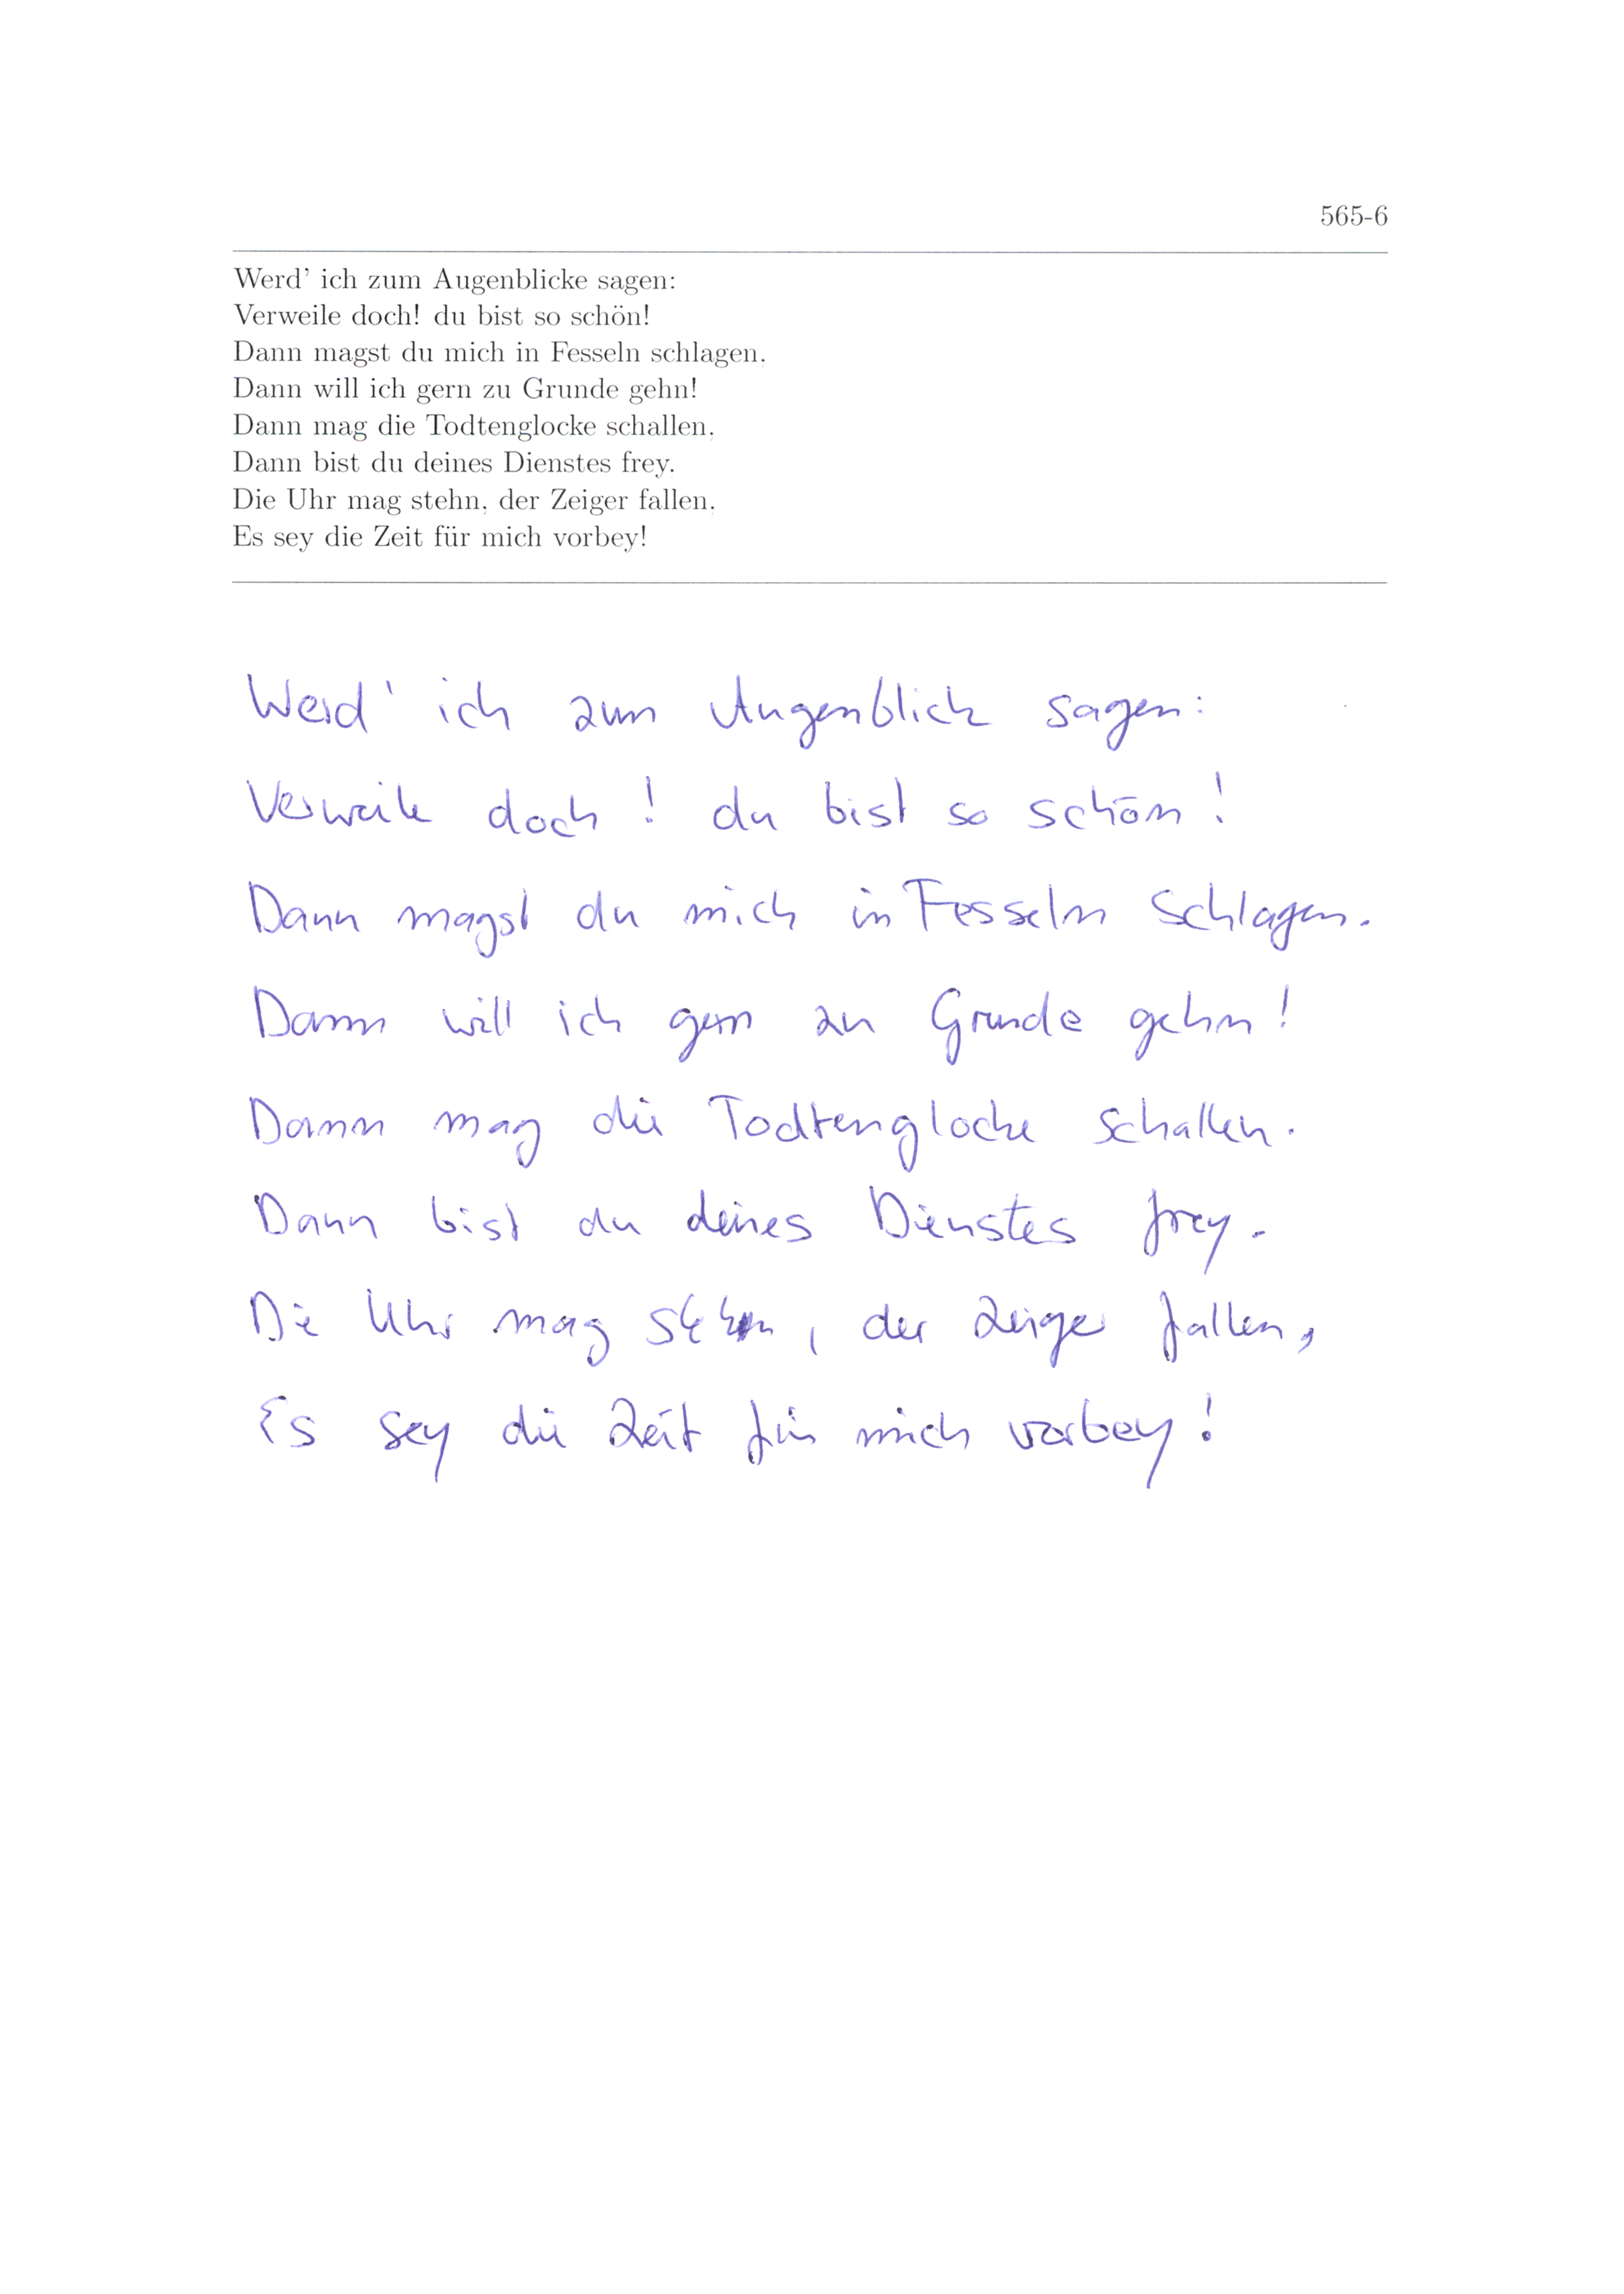 565-6
Werd' ich zum Augenblicke sagen:
Verweile doch! du bist so schön!
Dann magst du mich in Fesseln schlagen.
Dann will ich gern zu Grunde gehn!
Dann mag die Todtenglocke schallen.
Dann bist du deines Dienstes frey.
Die Uhr mag stehn, der Zeiger fallen.
Es sey die Zeit für mich vorbey!
Werd' ich zum Augenblick sagen:
Verweile doch! du bist so schön!
Dann magst du mich in Fesseln schlagen.
Dann will ich gern zu Grunde gehn!
Dann mag die Todtenglocke schallen.
Dann bist du deines Dienstes frey.
Die Uhr mag stehn, der Zeiger fallen,
Es sey die Zeit für mich vorbey!